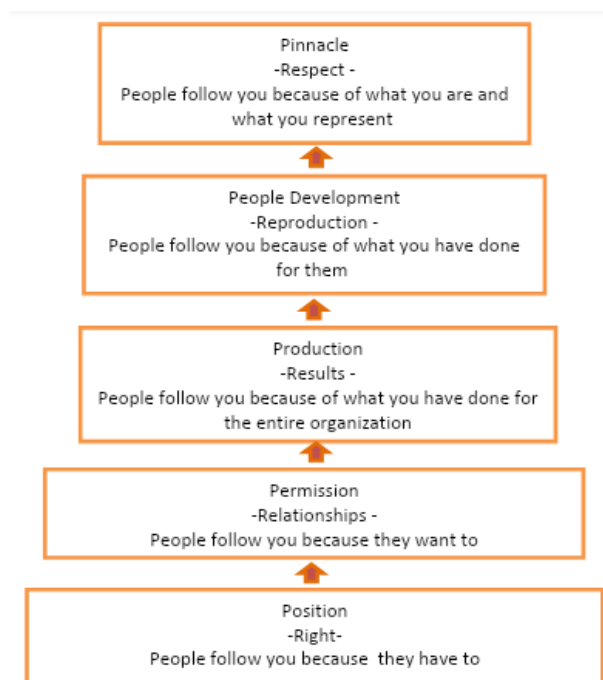 Pinnacle
-Respect -
People follow you because of what you are and
what you represent
People Development
-Reproduction -
People follow you because of what you have done
for them
Production
-Results -
People follow you because of what you have done for
the entire organization
Permission
-Relationships -
People follow you because they want to
Position
-Right-
People follow you because  they have to